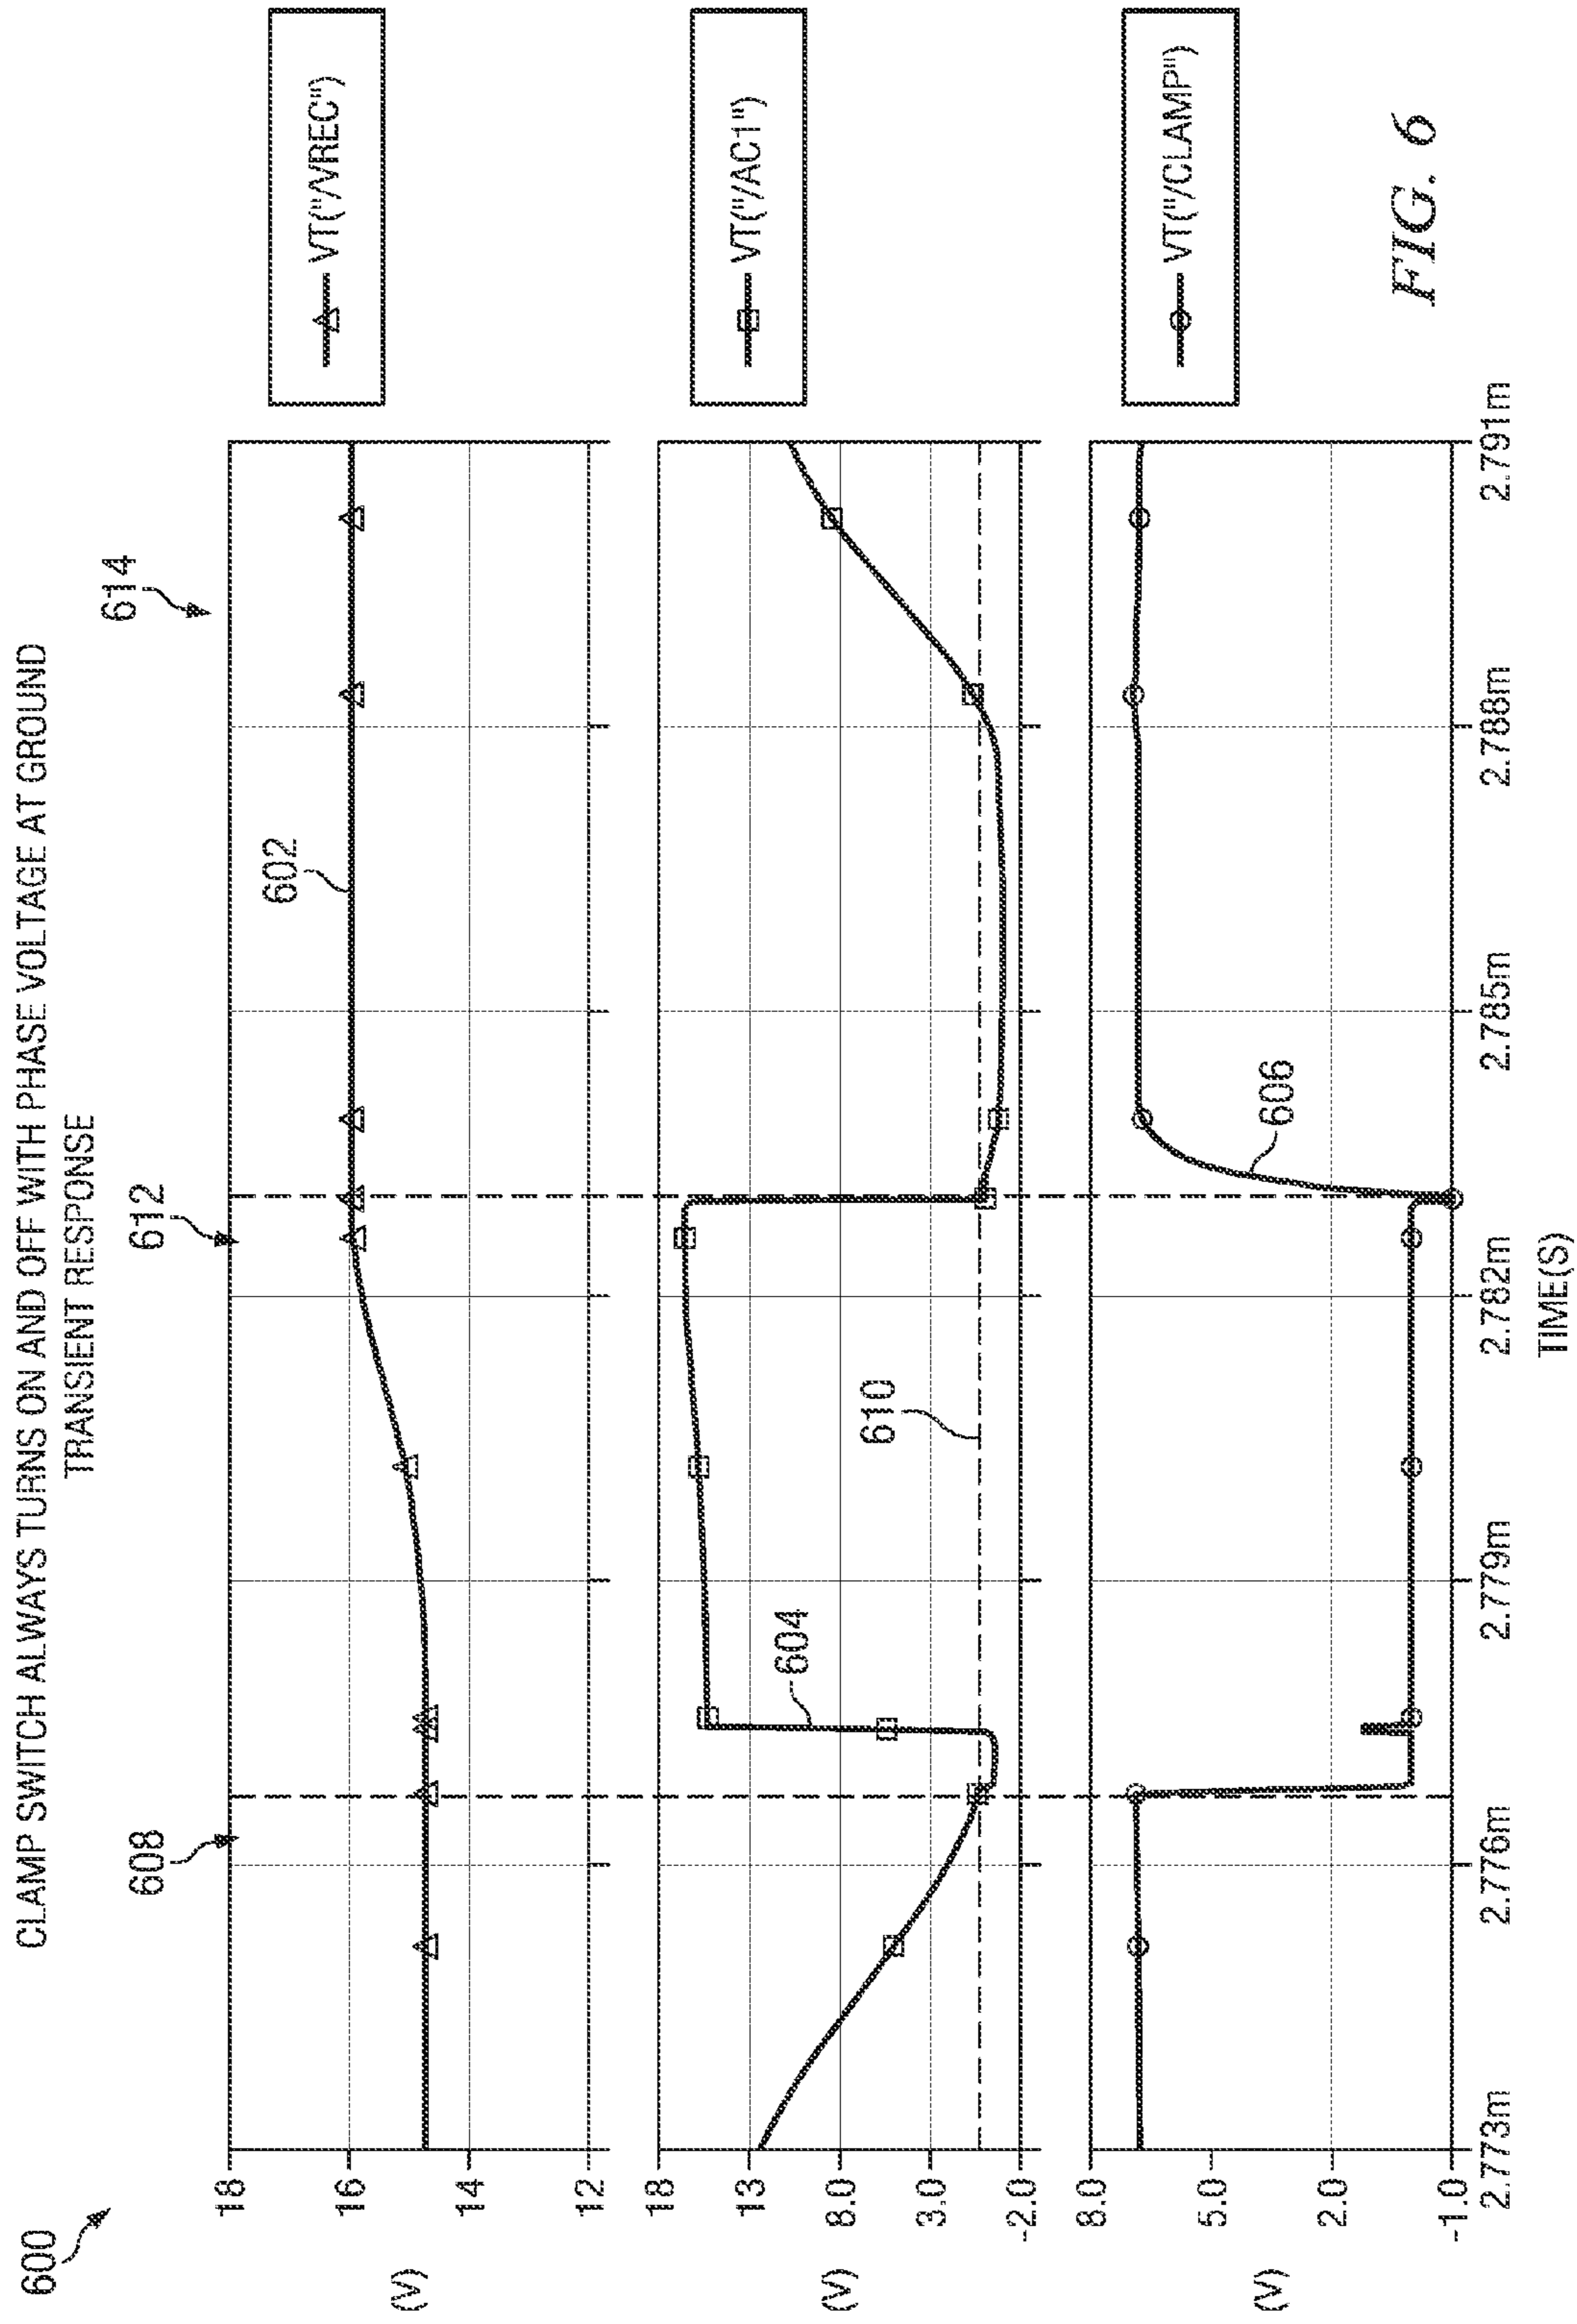 CLAMP SWITCH ALWAYS TURNS ON AND OFF WITH PHASE VOLTAGE AT GROUND
TRANSIENT RESPONSE
600
608
612
614
18
16
14
12
(V)
602
VT("/VREC")
18
13
8.0
3.0
-2.0
(V)
604
610
VT("/AC1")
8.0
5.0
2.0
-1.0
(V)
606
VT("/CLAMP")
2.773m
2.776m
2.779m
2.782m
2.785m
2.788m
2.791m
TIME(S)
FIG. 6